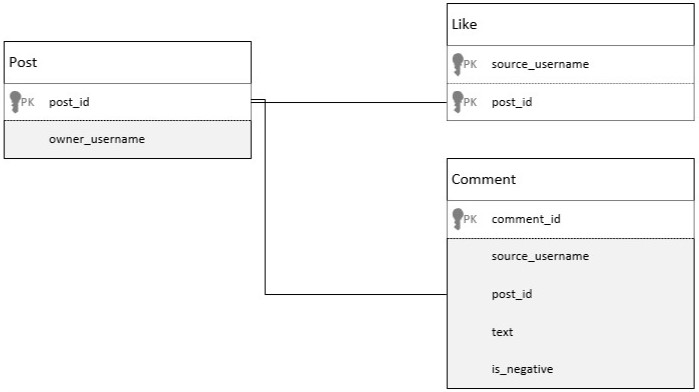 Post
PK post_id
owner_username
Like
PK source_username
PK post_id
Comment
PK comment_id
source_username
post_id
text
is_negative